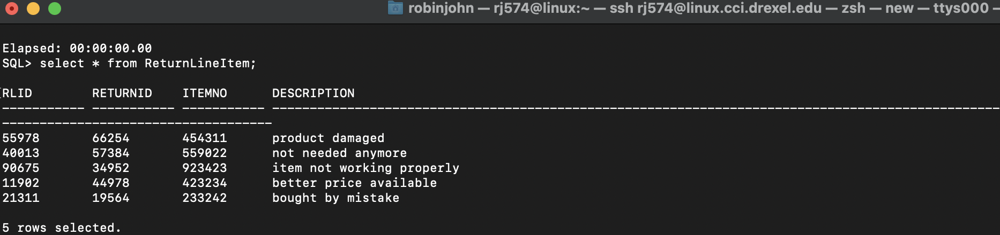 robinjohn — rj574@linux:~ — ssh rj574@linux.cci.drexel.edu — zsh — new — ttys000 —
Elapsed: 00:00:00.00
SQL> select * from ReturnLineItem;
RLID        RETURNID    ITEMNO      DESCRIPTION
----------- ----------- ----------- -------------------------------------------------------------------------------------------------
------------------------------------
55978       66254       454311      product damaged
40013       57384       559022      not needed anymore
90675       34952       923423      item not working properly
11902       44978       423234      better price available
21311       19564       233242      bought by mistake
5 rows selected.